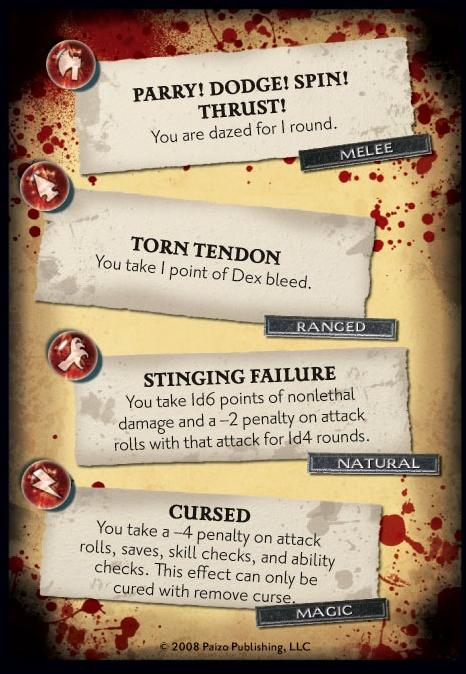 PARRY! DODGE! SPIN!
THRUST!
You are dazed for 1 round.
MELEE
TORN TENDON
You take 1 point of Dex bleed.
RANGED
STINGING FAILURE
You take 1d6 points of nonlethal
damage and a –2 penalty on attack
rolls with that attack for 1d4 rounds.
NATURAL
CURSED
You take a –4 penalty on attack
rolls, saves, skill checks, and ability
checks. This effect can only be
cured with remove curse.
MAGIC
© 2008 Paizo Publishing, LLC